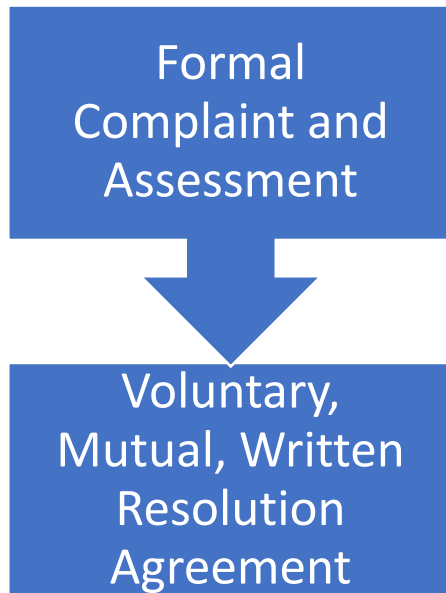 Formal
Complaint and
Assessment
Voluntary,
Mutual, Written
Resolution
Agreement